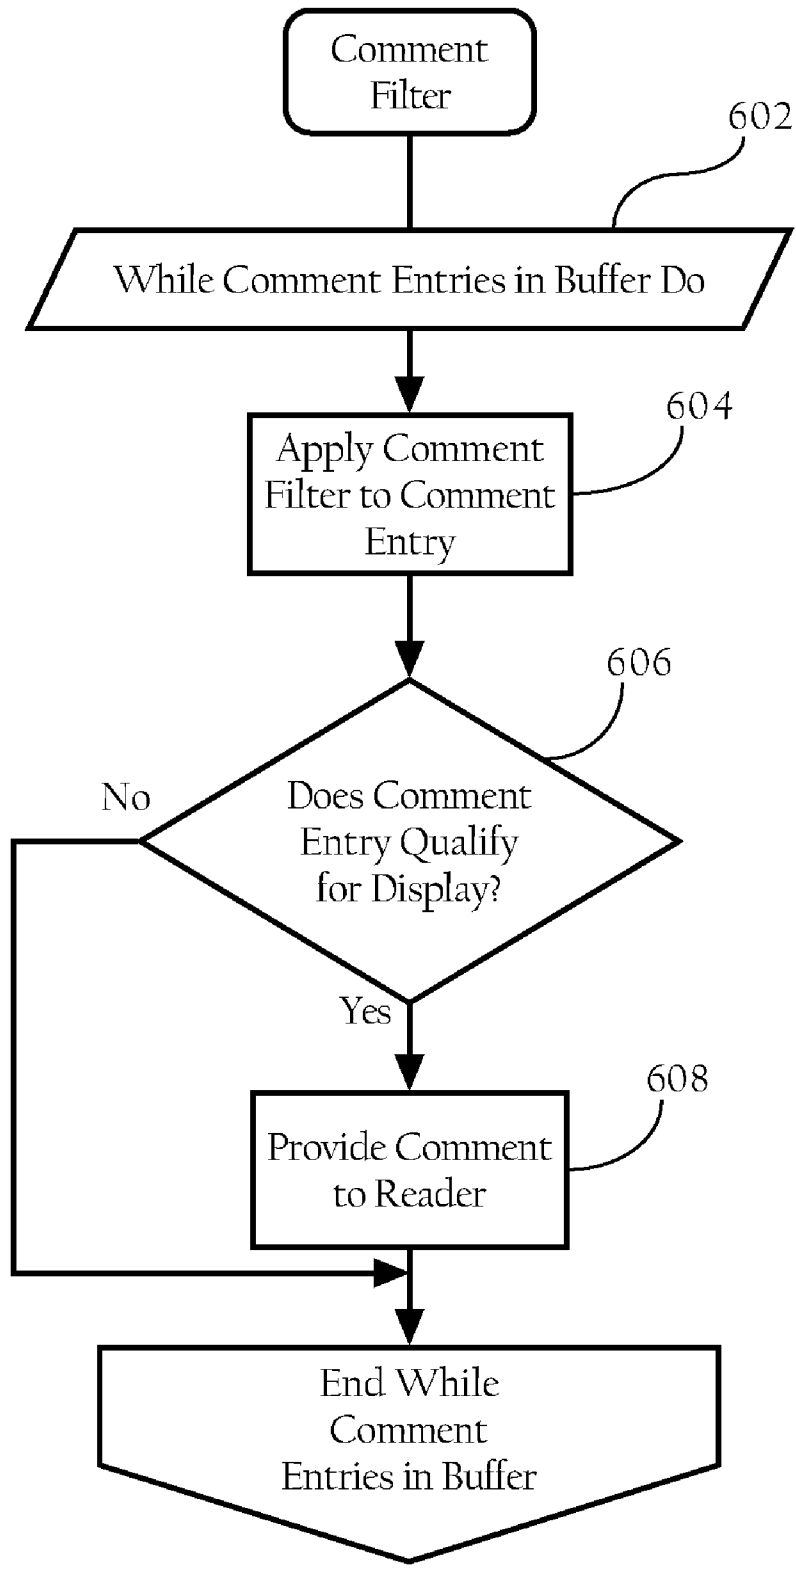 Comment
Filter
602
While Comment Entries in Buffer Do
604
Apply Comment
Filter to Comment
Entry
606
No
Does Comment
Entry Qualify
for Display?
Yes
608
Provide Comment
to Reader
End While
Comment
Entries in Buffer